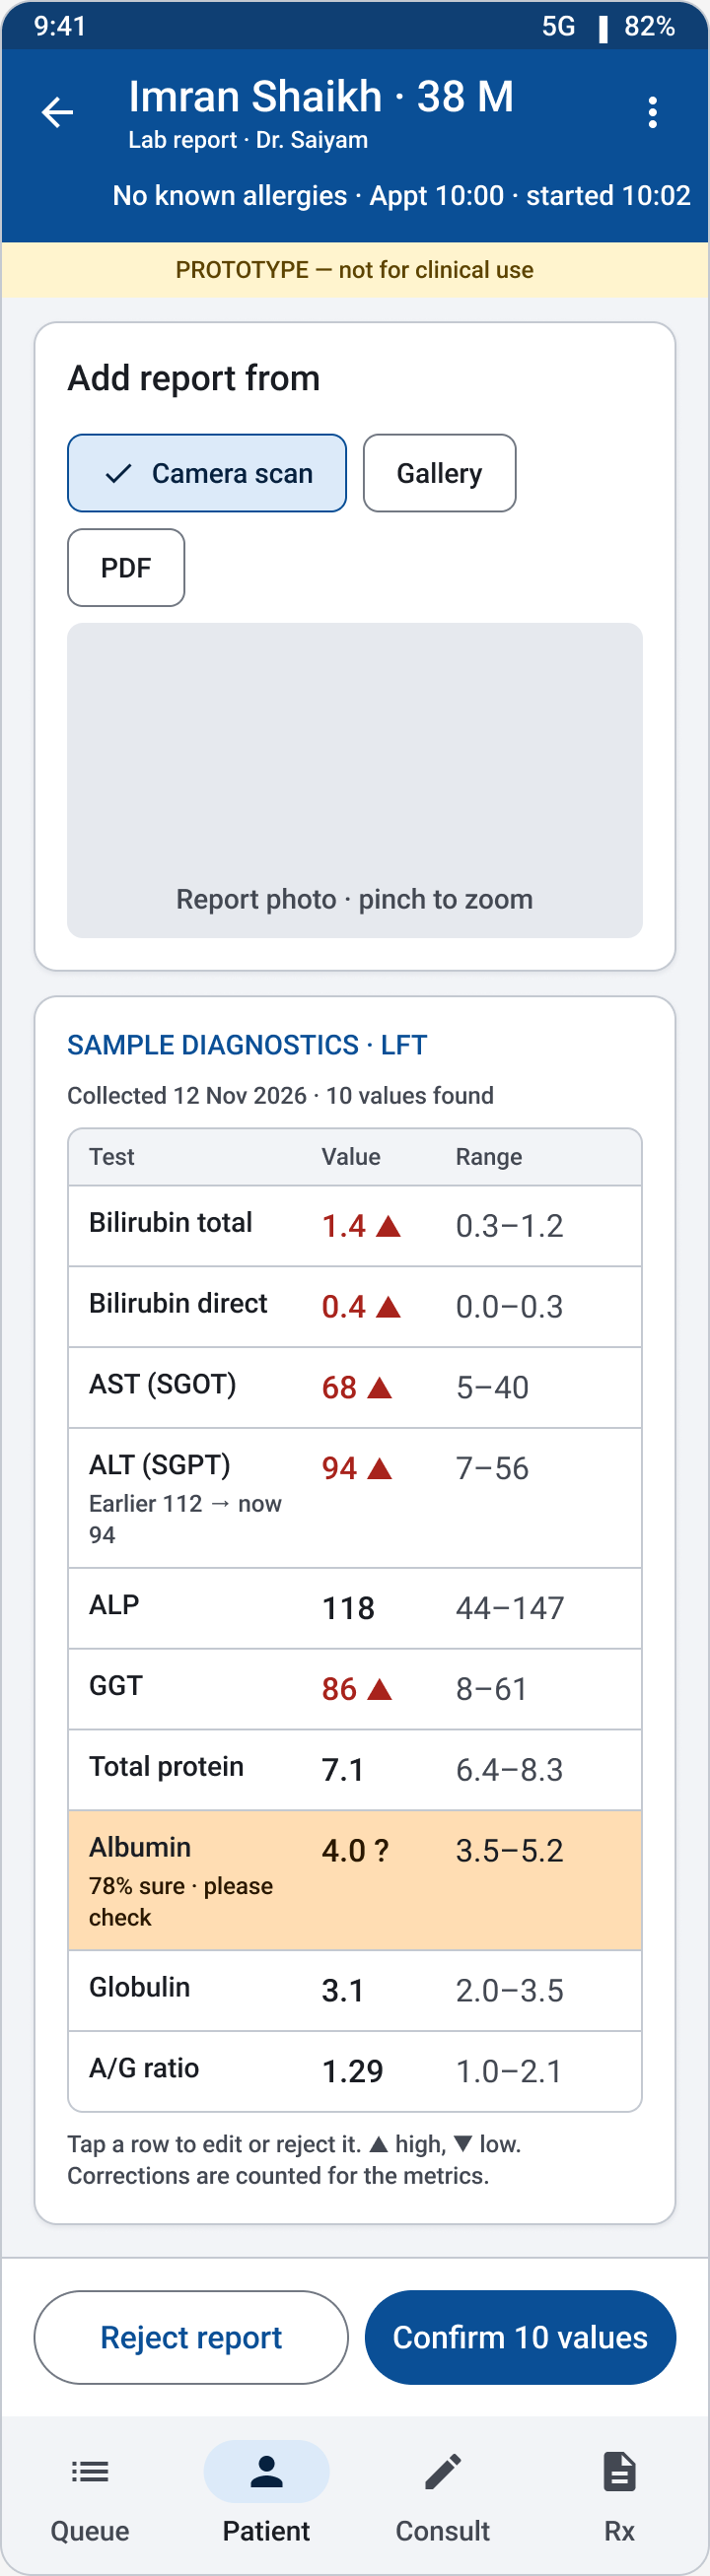 9:41 5G 82%
Imran Shaikh · 38 M
Lab report · Dr. Saiyam
No known allergies · Appt 10:00 · started 10:02
PROTOTYPE — not for clinical use
Add report from
Camera scan Gallery
PDF
Report photo · pinch to zoom
SAMPLE DIAGNOSTICS · LFT
Collected 12 Nov 2026 · 10 values found
Test Value Range
Bilirubin total 1.4 ▲ 0.3–1.2
Bilirubin direct 0.4 ▲ 0.0–0.3
AST (SGOT) 68 ▲ 5–40
ALT (SGPT) 94 ▲ 7–56
Earlier 112 → now
94
ALP 118 44–147
GGT 86 ▲ 8–61
Total protein 7.1 6.4–8.3
Albumin 4.0 ? 3.5–5.2
78% sure · please
check
Globulin 3.1 2.0–3.5
A/G ratio 1.29 1.0–2.1
Tap a row to edit or reject it. ▲ high, ▼ low.
Corrections are counted for the metrics.
Reject report Confirm 10 values
Queue Patient Consult Rx